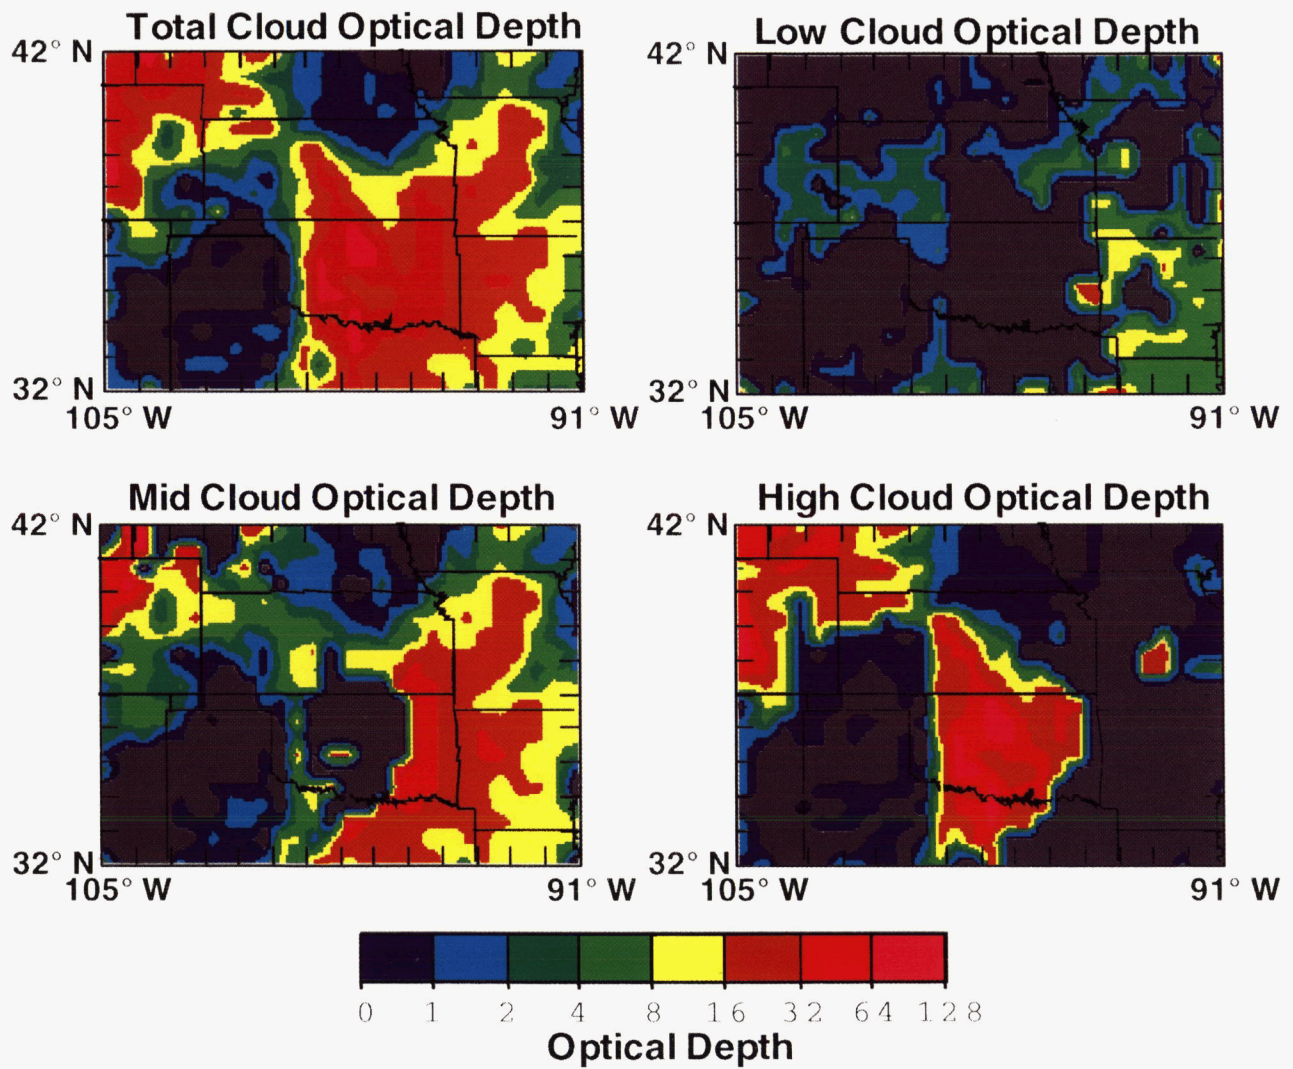 Total Cloud Optical Depth
Low Cloud Optical Depth
42° N
42° N
32° N
32° N
105° W
91° W
105° W
91° W
Mid Cloud Optical Depth
High Cloud Optical Depth
42° N
42° N
32° N
32° N
105° W
91° W
105° W
91° W
0 1 2 4 8 16 32 64 128
Optical Depth